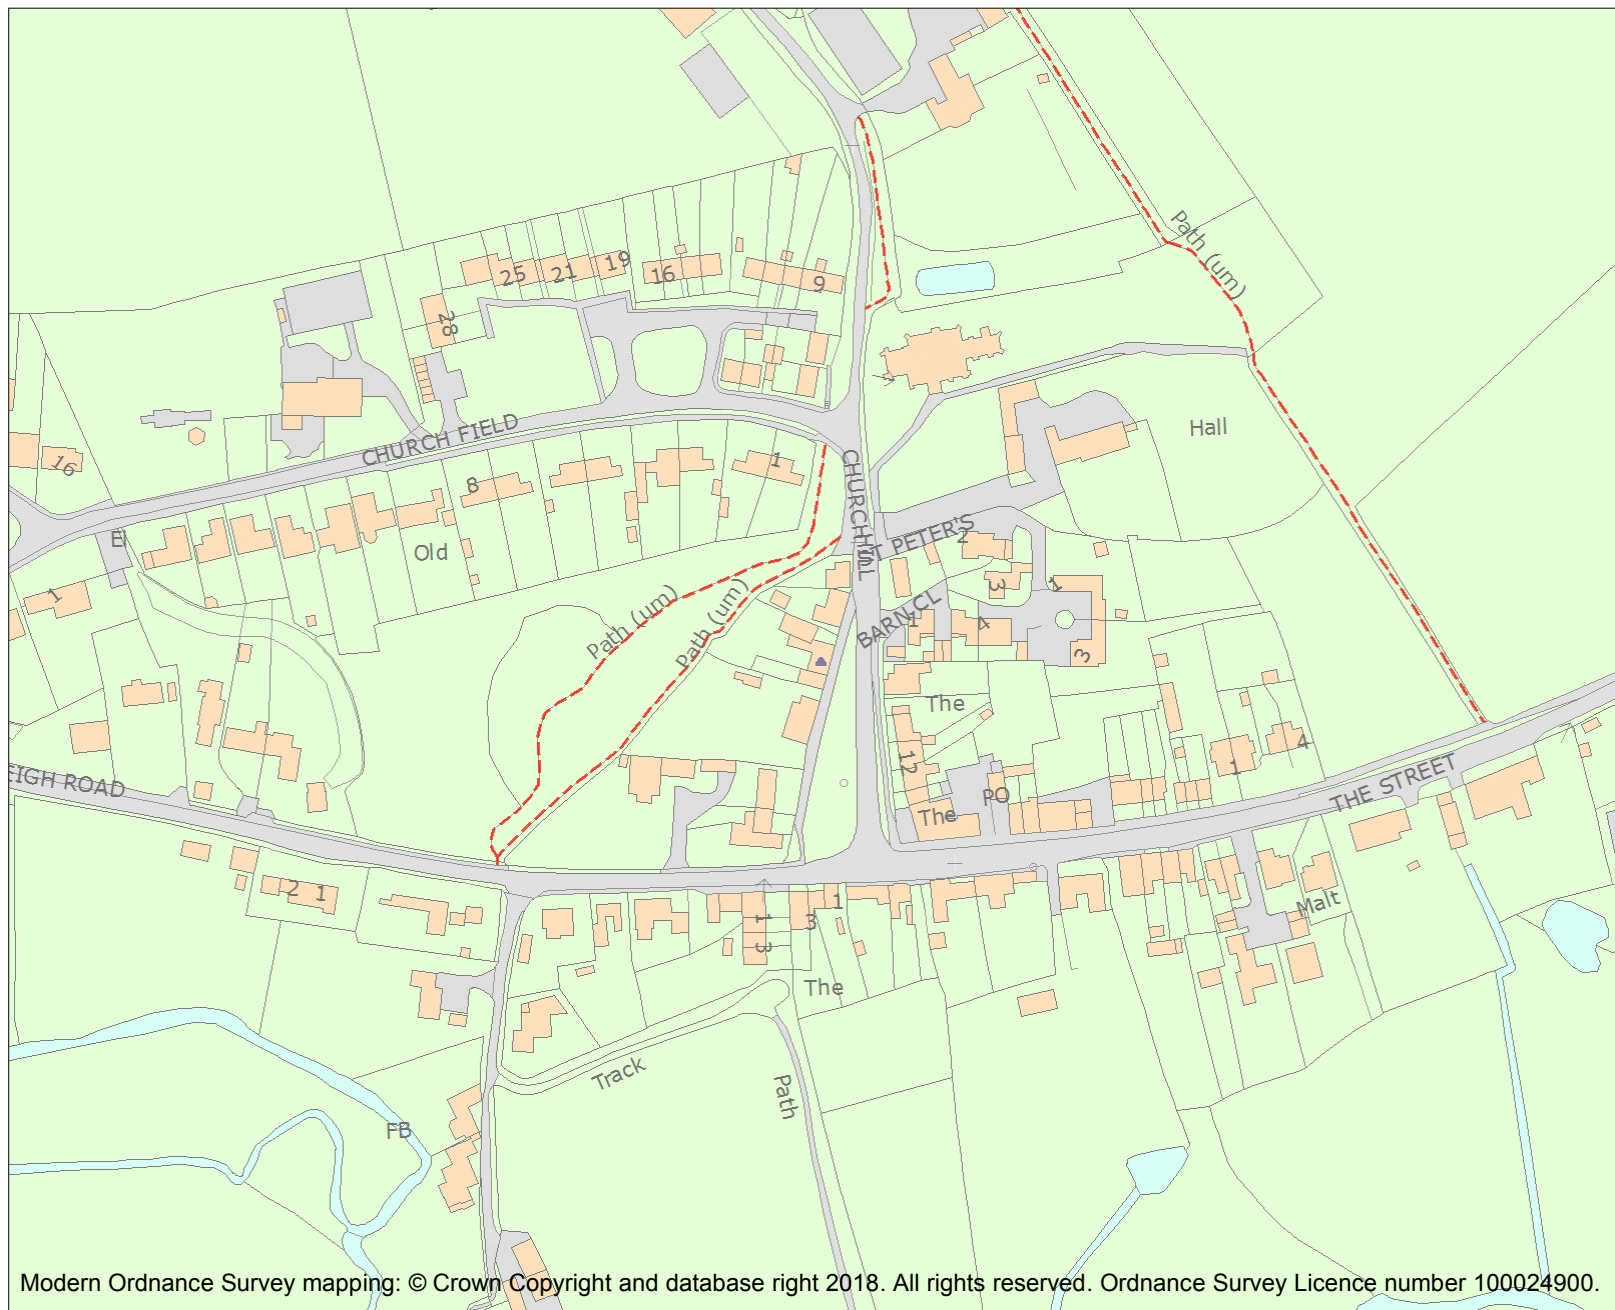 Path (um)
25
21
19
16
9
28
CHURCH FIELD
16
Hall
1
8
CHURCH HILL
El
Old
ST PETER'S
2
3
1
1
Path (um)
Path (um)
BARN CL
1
4
3
The
12
PO
The
1
4
EIGH ROAD
THE STREET
2 1
1
3
3
1
Malt
The
Track
Path
FB
Modern Ordnance Survey mapping: © Crown Copyright and database right 2018. All rights reserved. Ordnance Survey Licence number 100024900.